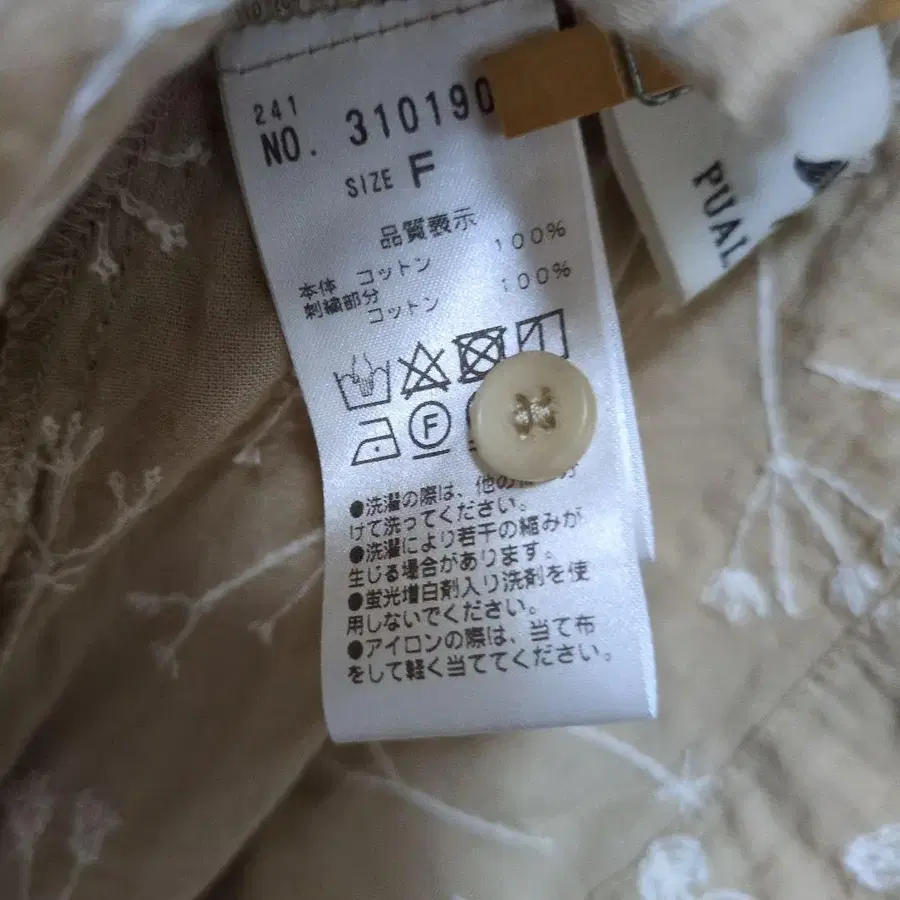 241
NO. 310190
SIZE F
品質表示
本体 コットン 100%
刺繍部分
コットン 100%
F
●洗濯の際は、他の
けて洗ってください。
●洗濯により若干の縮みが
生じる場合があります。
●蛍光増白剤入り洗剤を使
用しないでください。
●アイロンの際は、当て布
をして軽く当ててください。
PUAL